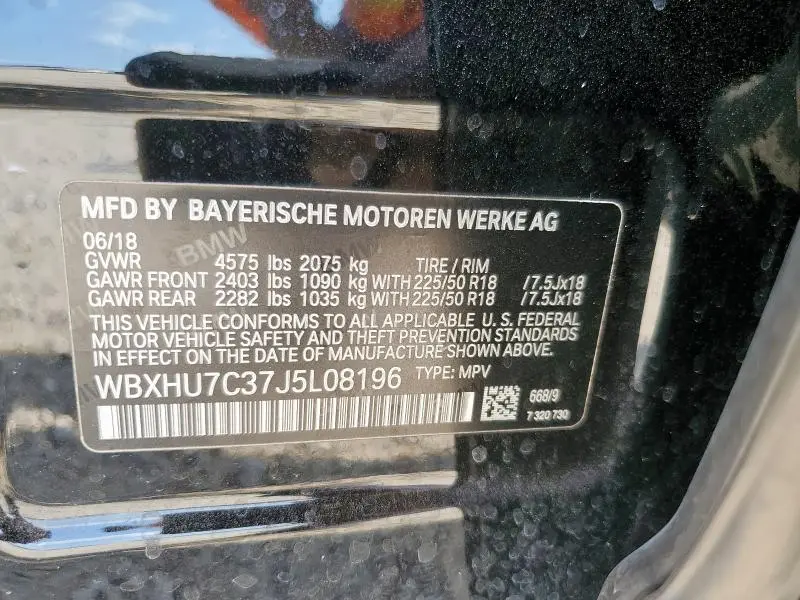 MFD BY BAYERISCHE MOTOREN WERKE AG
06/18
GVWR 4575 lbs 2075 kg TIRE / RIM
GAWR FRONT 2403 lbs 1090 kg WITH 225/50 R18 /7.5Jx18
GAWR REAR 2282 lbs 1035 kg WITH 225/50 R18 /7.5Jx18
THIS VEHICLE CONFORMS TO ALL APPLICABLE U. S. FEDERAL
MOTOR VEHICLE SAFETY AND THEFT PREVENTION STANDARDS
IN EFFECT ON THE DATE OF MANUFACTURE SHOWN ABOVE.
WBXHU7C37J5L08196 TYPE: MPV
668/9
7 320 730
BMW